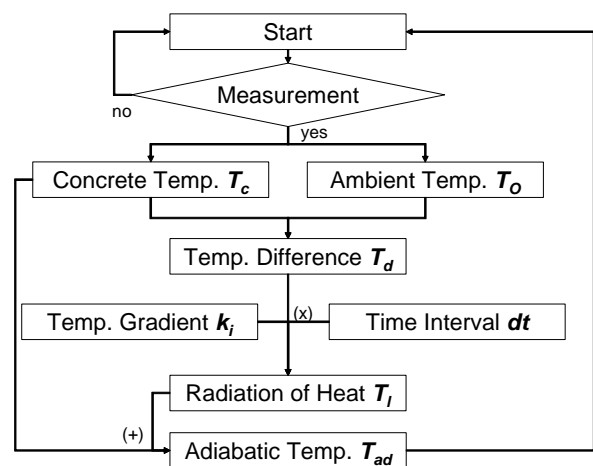 Start
Measurement
no
yes
Concrete Temp. Tc
Ambient Temp. TO
Temp. Difference Td
Temp. Gradient ki
(x)
Time Interval dt
Radiation of Heat Tl
(+)
Adiabatic Temp. Tad